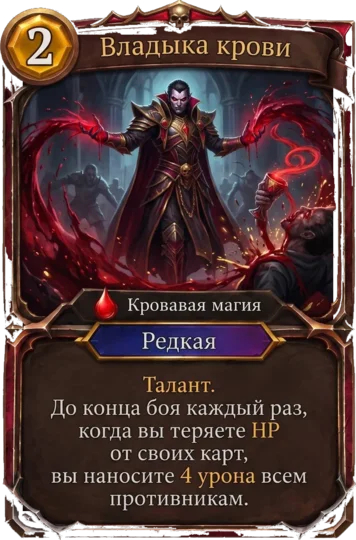 2
Владыка крови
Кровавая магия
Редкая
Талант.
До конца боя каждый раз,
когда вы теряете HP
от своих карт,
вы наносите 4 урона всем
противникам.